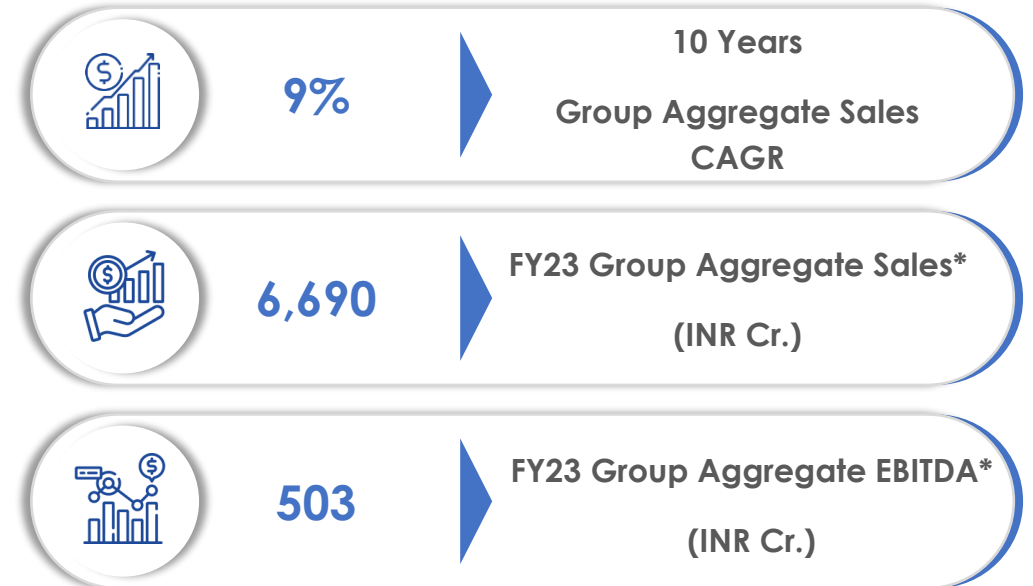 9%
10 Years
Group Aggregate Sales
CAGR
6,690
FY23 Group Aggregate Sales*
(INR Cr.)
503
FY23 Group Aggregate EBITDA*
(INR Cr.)